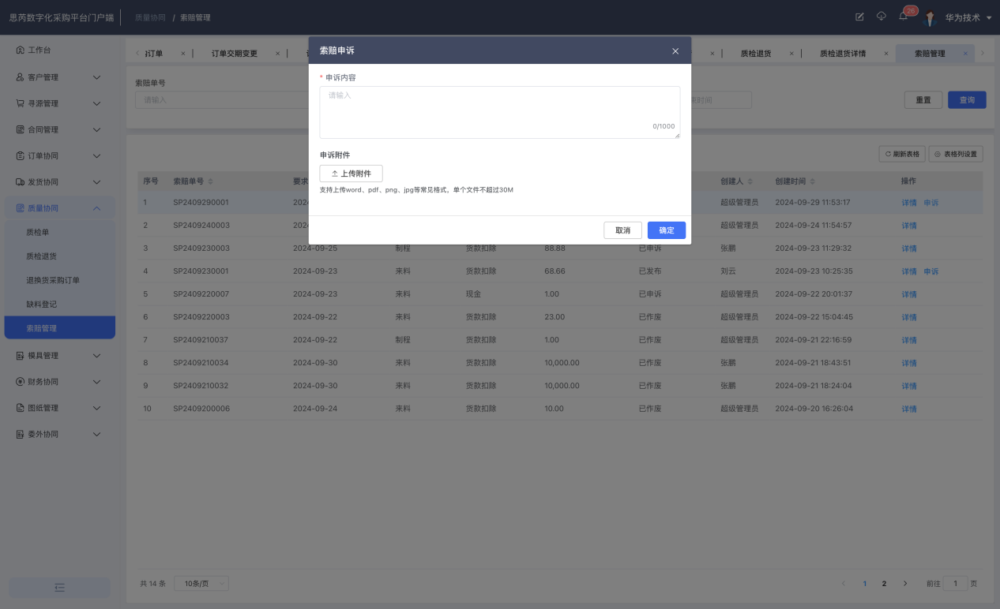 思芮数字化采购平台门户端
质量协同 / 索赔管理
26
华为技术
工作台
客户管理
寻源管理
合同管理
订单协同
发货协同
质量协同
质检单
质检退货
退换货采购订单
缺料登记
索赔管理
模具管理
财务协同
图纸管理
委外协同
订单 × | 订单交期变更 × | × | 质检退货 × | 质检退货详情 × | 索赔管理 ×
索赔单号
请输入
时间
重置 查询
刷新表格 表格列设置
索赔申诉
* 申诉内容
请输入
0/1000
申诉附件
上传附件
支持上传word、pdf、png、jpg等常见格式，单个文件不超过30M
取消 确定
序号 索赔单号 要求 创建人 创建时间 操作
1 SP2409290001 202 超级管理员 2024-09-29 11:53:17 详情 申诉
2 SP2409240003 202 超级管理员 2024-09-24 11:54:57 详情
3 SP2409230003 2024-09-25 制程 货款扣除 88.88 已申诉 张鹏 2024-09-23 11:29:32 详情
4 SP2409230001 2024-09-23 来料 货款扣除 68.66 已发布 刘云 2024-09-23 10:25:35 详情 申诉
5 SP2409220007 2024-09-23 来料 现金 1.00 已申诉 超级管理员 2024-09-22 20:01:37 详情
6 SP2409220003 2024-09-22 来料 货款扣除 23.00 已作废 超级管理员 2024-09-22 15:04:45 详情
7 SP2409210037 2024-09-22 制程 货款扣除 1.00 已作废 超级管理员 2024-09-21 22:16:59 详情
8 SP2409210034 2024-09-30 来料 货款扣除 10,000.00 已作废 张鹏 2024-09-21 18:43:51 详情
9 SP2409210032 2024-09-30 来料 货款扣除 10,000.00 已作废 张鹏 2024-09-21 18:24:04 详情
10 SP2409200006 2024-09-24 来料 货款扣除 10.00 已作废 超级管理员 2024-09-20 16:26:04 详情
共 14 条 10条/页 1 2 前往 1 页